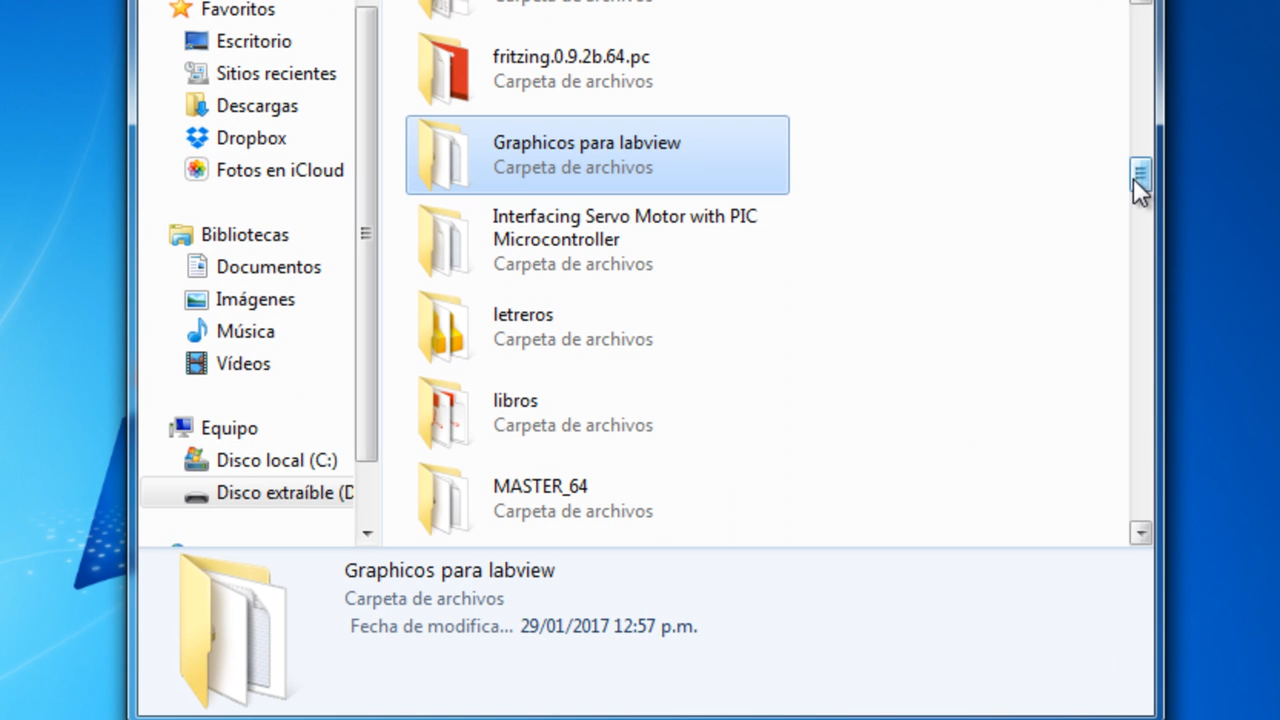 Favoritos
Escritorio
Sitios recientes
Descargas
Dropbox
Fotos en iCloud
Bibliotecas
Documentos
Imágenes
Música
Vídeos
Equipo
Disco local (C:)
Disco extraíble (D
Carpeta de archivos
fritzing.0.9.2b.64.pc
Carpeta de archivos
Graphicos para labview
Carpeta de archivos
Interfacing Servo Motor with PIC
Microcontroller
Carpeta de archivos
letreros
Carpeta de archivos
libros
Carpeta de archivos
MASTER_64
Carpeta de archivos
Graphicos para labview
Carpeta de archivos
Fecha de modifica... 29/01/2017 12:57 p.m.